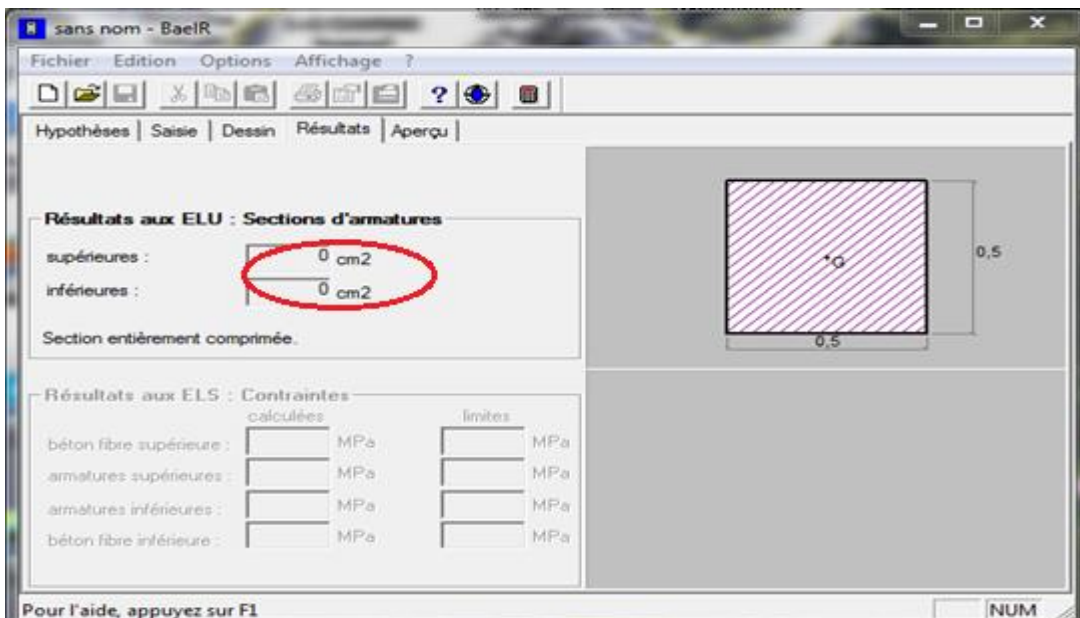 sans nom - BaelR
Fichier Edition Options Affichage ?
Hypothèses Saisie Dessin Résultats Aperçu
Résultats aux ELU : Sections d'armatures
supérieures : 0 cm2
inférieures : 0 cm2
Section entièrement comprimée.
G
0,5
0,5
Résultats aux ELS : Contraintes
calculées limites
béton fibre supérieure : MPa MPa
armatures supérieures : MPa MPa
armatures inférieures : MPa MPa
béton fibre inférieure : MPa MPa
Pour l'aide, appuyez sur F1 NUM